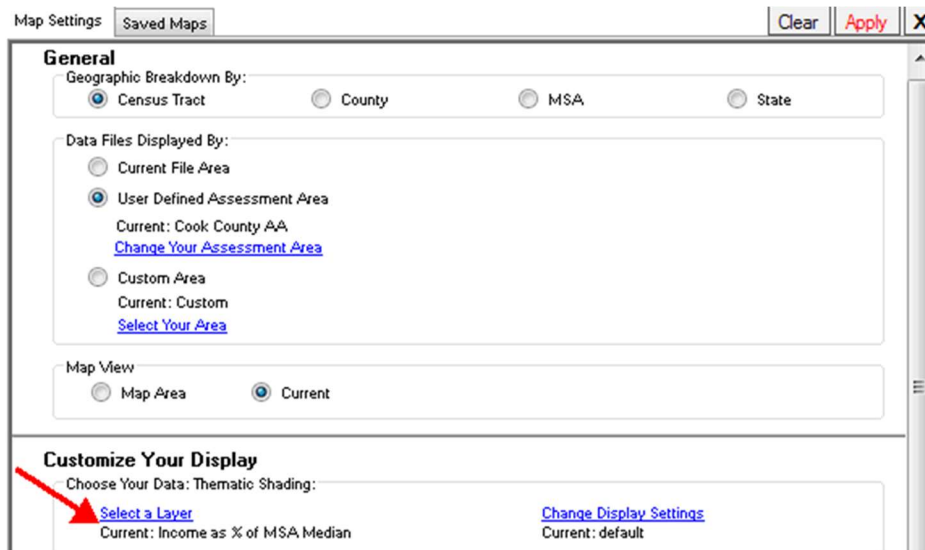 Map Settings Saved Maps Clear Apply X
General
Geographic Breakdown By:
Census Tract County MSA State
Data Files Displayed By:
Current File Area
User Defined Assessment Area
Current: Cook County AA
Change Your Assessment Area
Custom Area
Current: Custom
Select Your Area
Map View
Map Area Current
Customize Your Display
Choose Your Data: Thematic Shading:
Select a Layer Change Display Settings
Current: Income as % of MSA Median Current: default